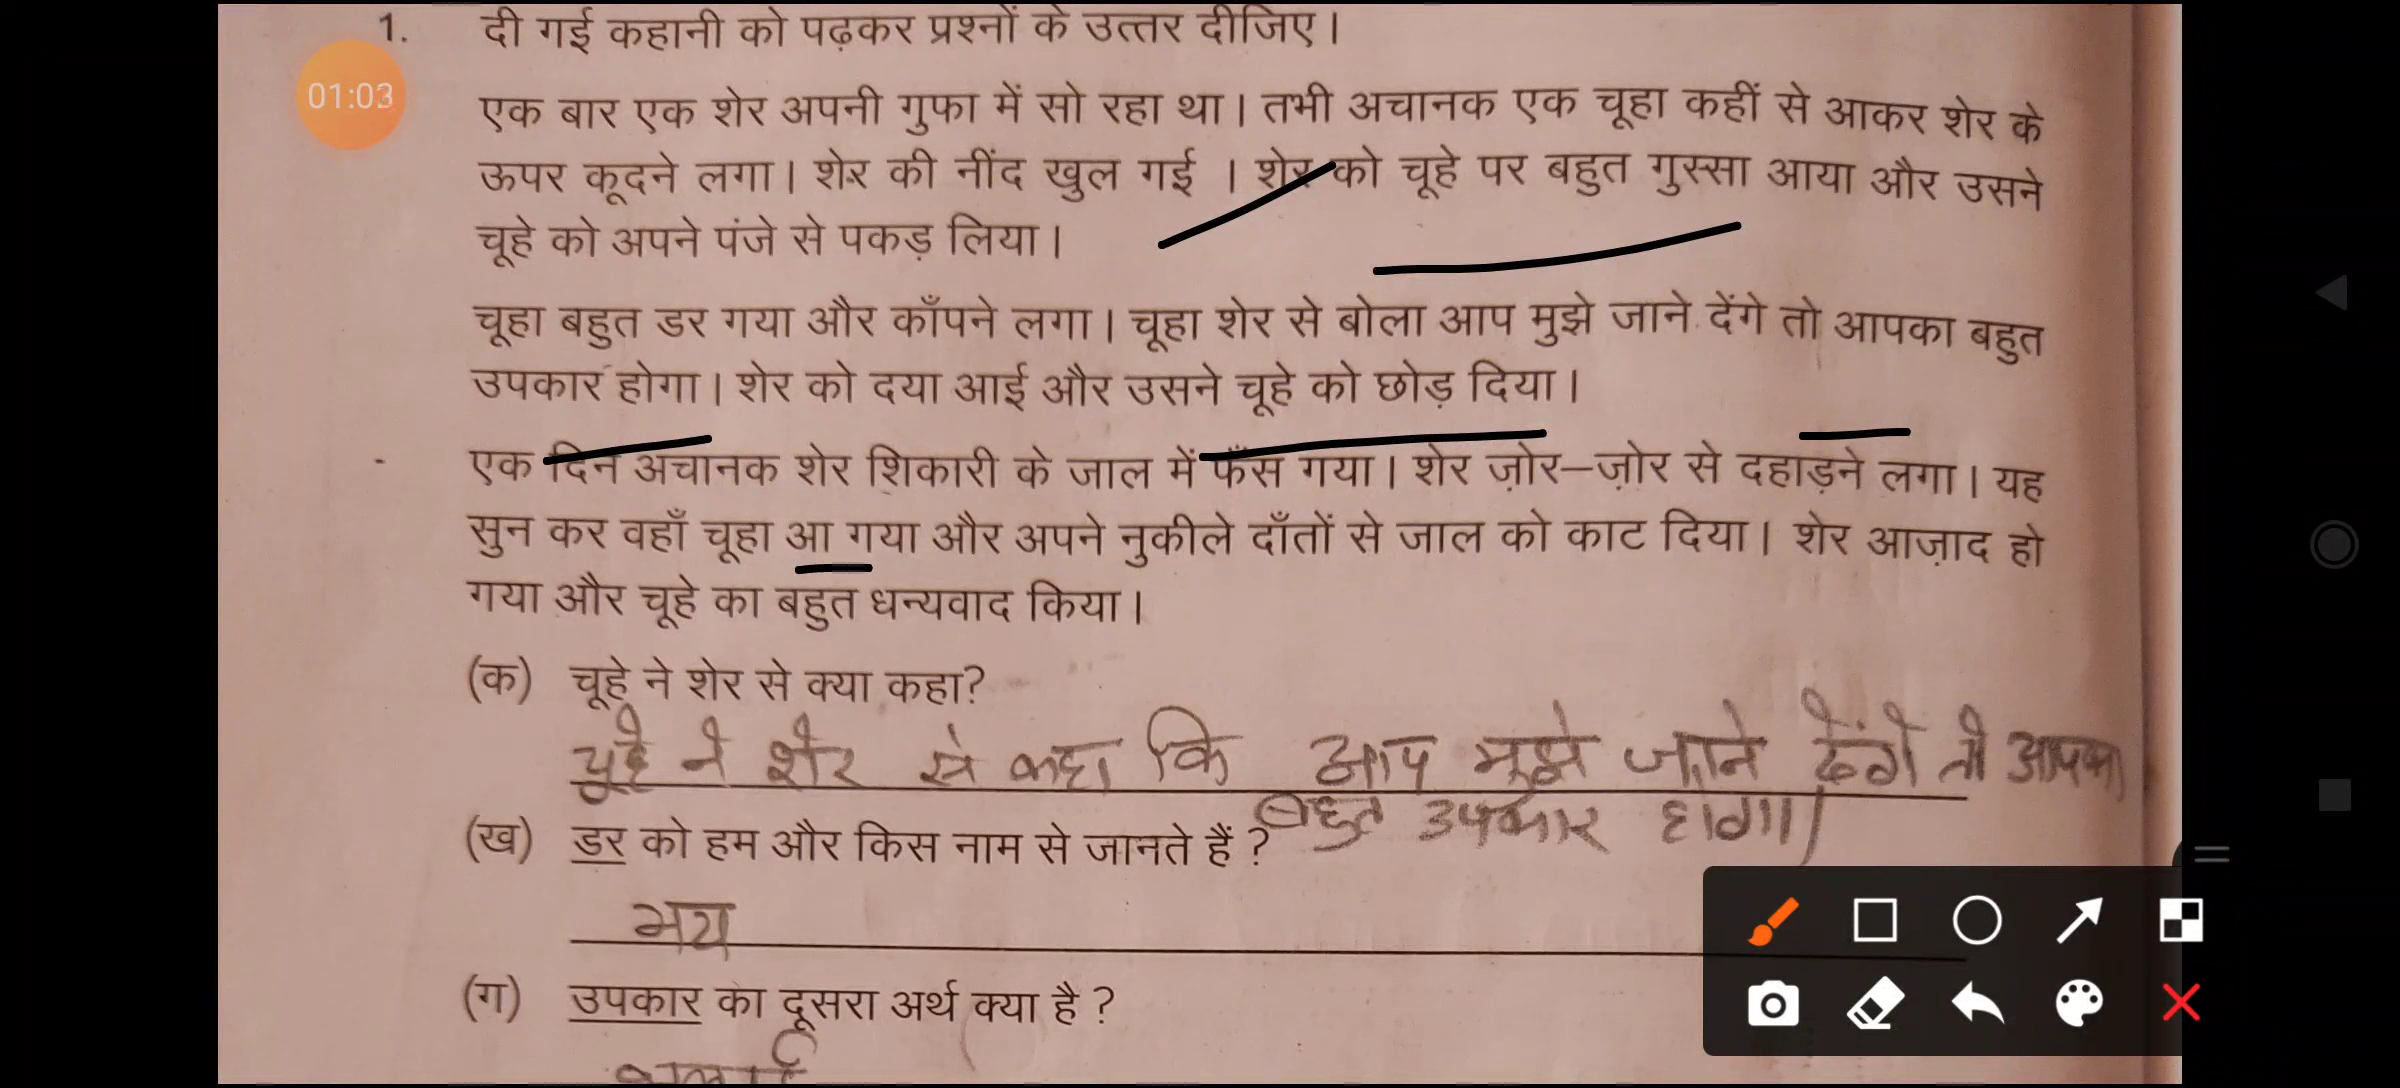 1. दी गई कहानी को पढ़कर प्रश्नों के उत्तर दीजिए।
01:03
एक बार एक शेर अपनी गुफा में सो रहा था। तभी अचानक एक चूहा कहीं से आकर शेर के
ऊपर कूदने लगा। शेर की नींद खुल गई । शेर को चूहे पर बहुत गुस्सा आया और उसने
चूहे को अपने पंजे से पकड़ लिया।
चूहा बहुत डर गया और काँपने लगा। चूहा शेर से बोला आप मुझे जाने देंगे तो आपका बहुत
उपकार होगा। शेर को दया आई और उसने चूहे को छोड़ दिया।
एक दिन अचानक शेर शिकारी के जाल में फँस गया। शेर ज़ोर–ज़ोर से दहाड़ने लगा। यह
सुन कर वहाँ चूहा आ गया और अपने नुकीले दाँतों से जाल को काट दिया। शेर आज़ाद हो
गया और चूहे का बहुत धन्यवाद किया।
(क) चूहे ने शेर से क्या कहा?
चूहे ने शेर से कहा कि आप मुझे जाने देंगे तो आपका
बहुत उपकार होगा।
(ख) डर को हम और किस नाम से जानते हैं ?
भय
(ग) उपकार का दूसरा अर्थ क्या है ?
भलाई